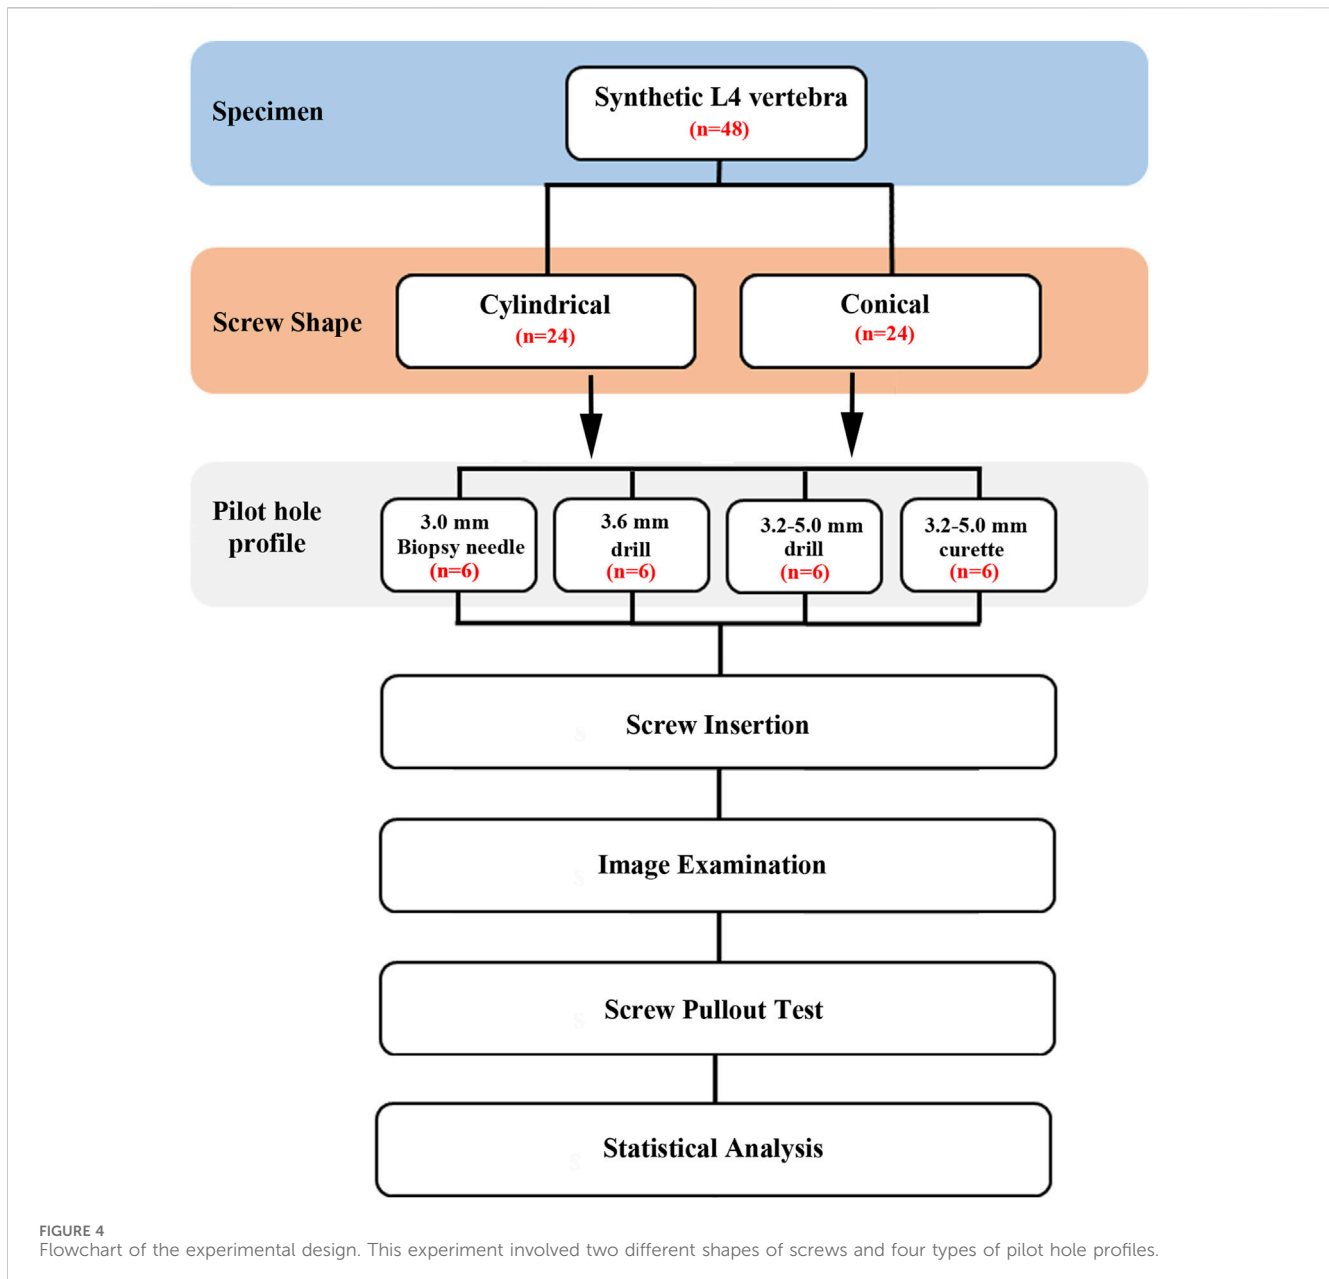 Specimen
Synthetic L4 vertebra
(n=48)
Screw Shape
Cylindrical
(n=24)
Conical
(n=24)
Pilot hole
profile
3.0 mm
Biopsy needle
(n=6)
3.6 mm
drill
(n=6)
3.2-5.0 mm
drill
(n=6)
3.2-5.0 mm
curette
(n=6)
Screw Insertion
Image Examination
Screw Pullout Test
Statistical Analysis
FIGURE 4
Flowchart of the experimental design. This experiment involved two different shapes of screws and four types of pilot hole profiles.